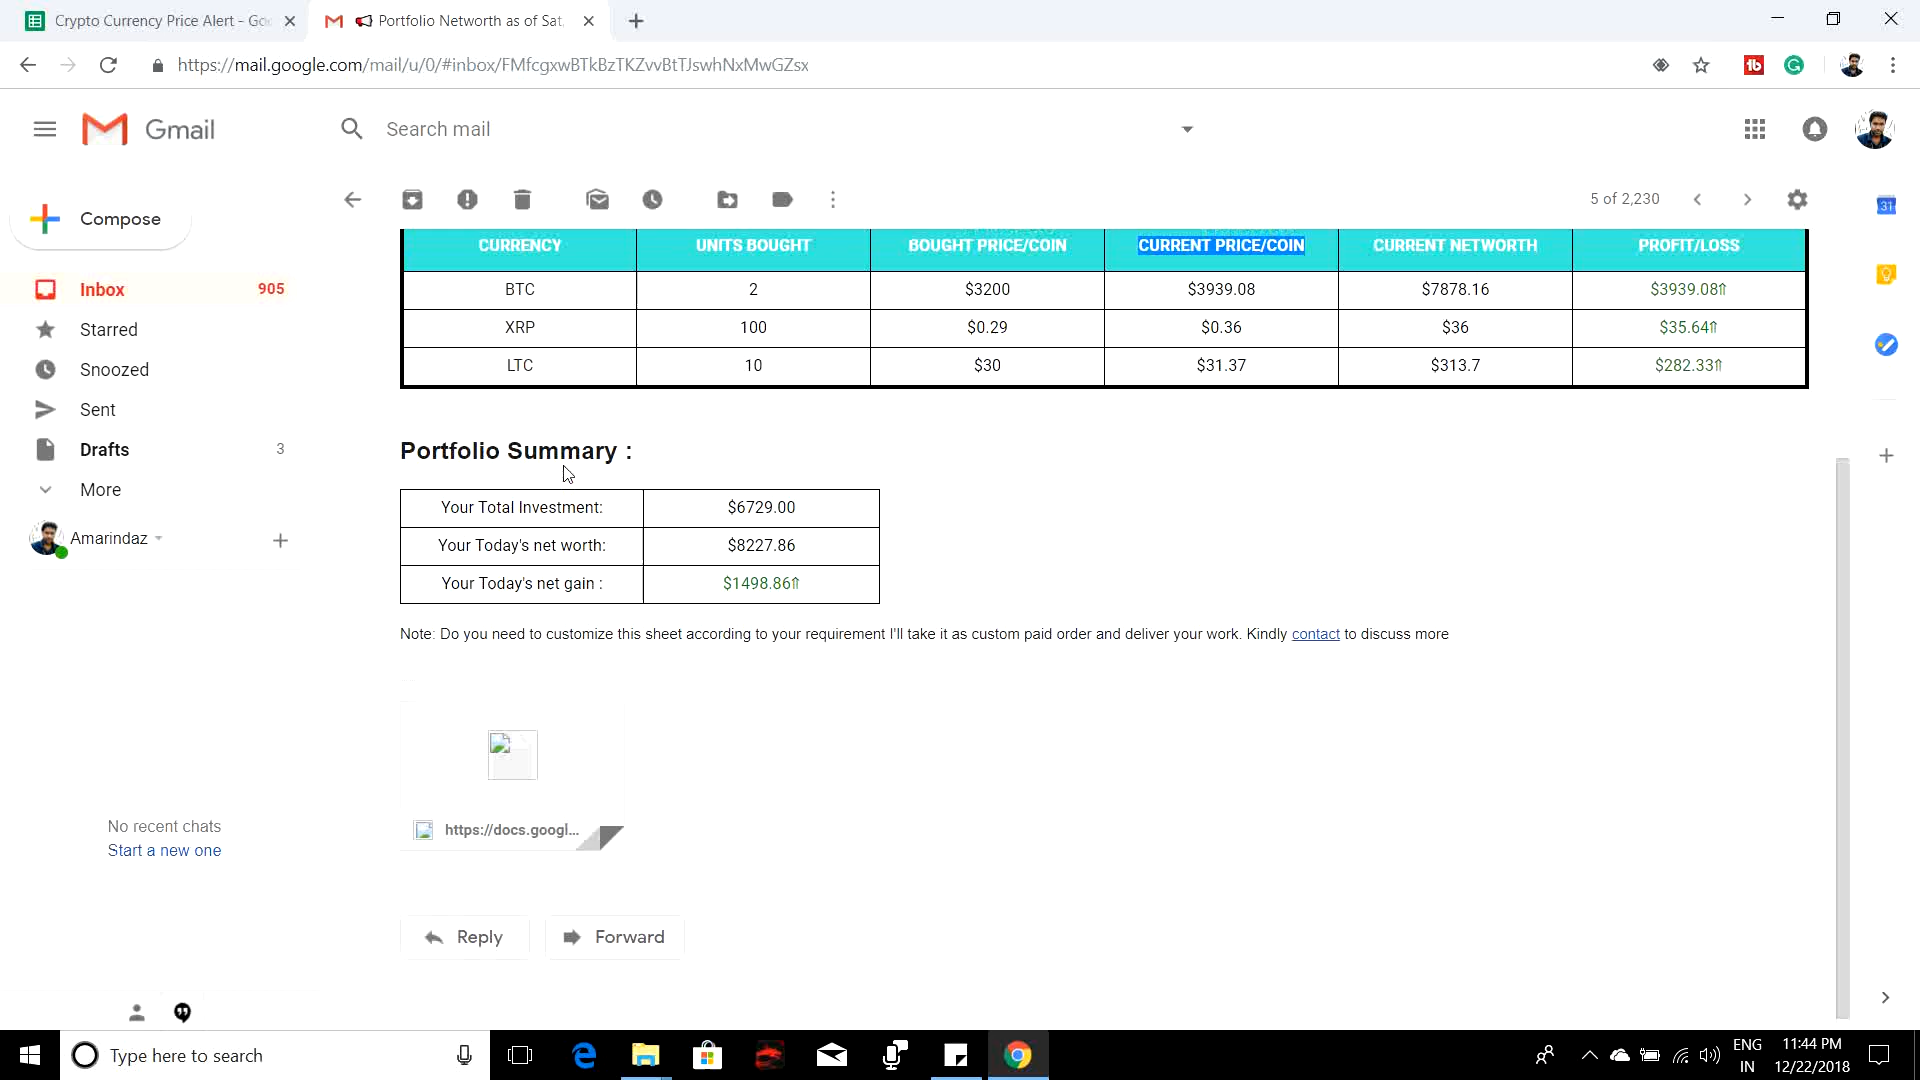 Crypto Currency Price Alert - Goo
Portfolio Networth as of Sat,
https://mail.google.com/mail/u/0/#inbox/FMfcgxwBTkBzTKZvvBtTJswhNxMwGZsx
Gmail
Search mail
Compose
5 of 2,230
31
Inbox 905
Starred
Snoozed
Sent
Drafts 3
More
Amarindaz
No recent chats
Start a new one
CURRENCY UNITS BOUGHT BOUGHT PRICE/COIN CURRENT PRICE/COIN CURRENT NETWORTH PROFIT/LOSS
BTC 2 $3200 $3939.08 $7878.16 $3939.08⇑
XRP 100 $0.29 $0.36 $36 $35.64⇑
LTC 10 $30 $31.37 $313.7 $282.33⇑
Portfolio Summary :
Your Total Investment: $6729.00
Your Today's net worth: $8227.86
Your Today's net gain : $1498.86⇑
Note: Do you need to customize this sheet according to your requirement I'll take it as custom paid order and deliver your work. Kindly contact to discuss more
https://docs.googl...
Reply Forward
Type here to search
ENG
IN
11:44 PM
12/22/2018